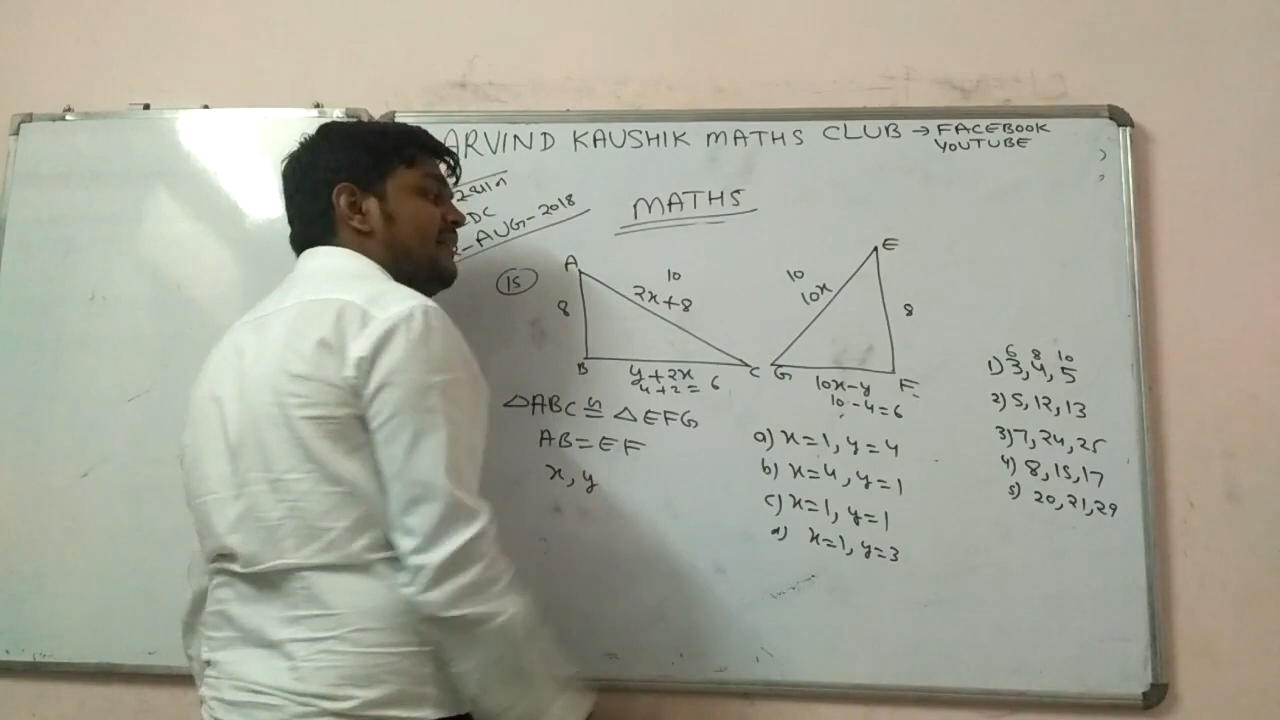 ARVIND KAUSHIK MATHS CLUB → FACEBOOK
YOUTUBE
DC
AUG-2018
MATHS
15
A
8
10
2x+8
B
y+2x
4+2=6
C
E
10
10x
8
G
10x-y
10-4=6
F
△ABC ≅ △EFG
AB=EF
x, y
a) x=1, y=4
b) x=4, y=1
c) x=1, y=1
d) x=1, y=3
6 8 10
1) 3,4,5
2) 5,12,13
3) 7,24,25
4) 8,15,17
5) 20,21,29